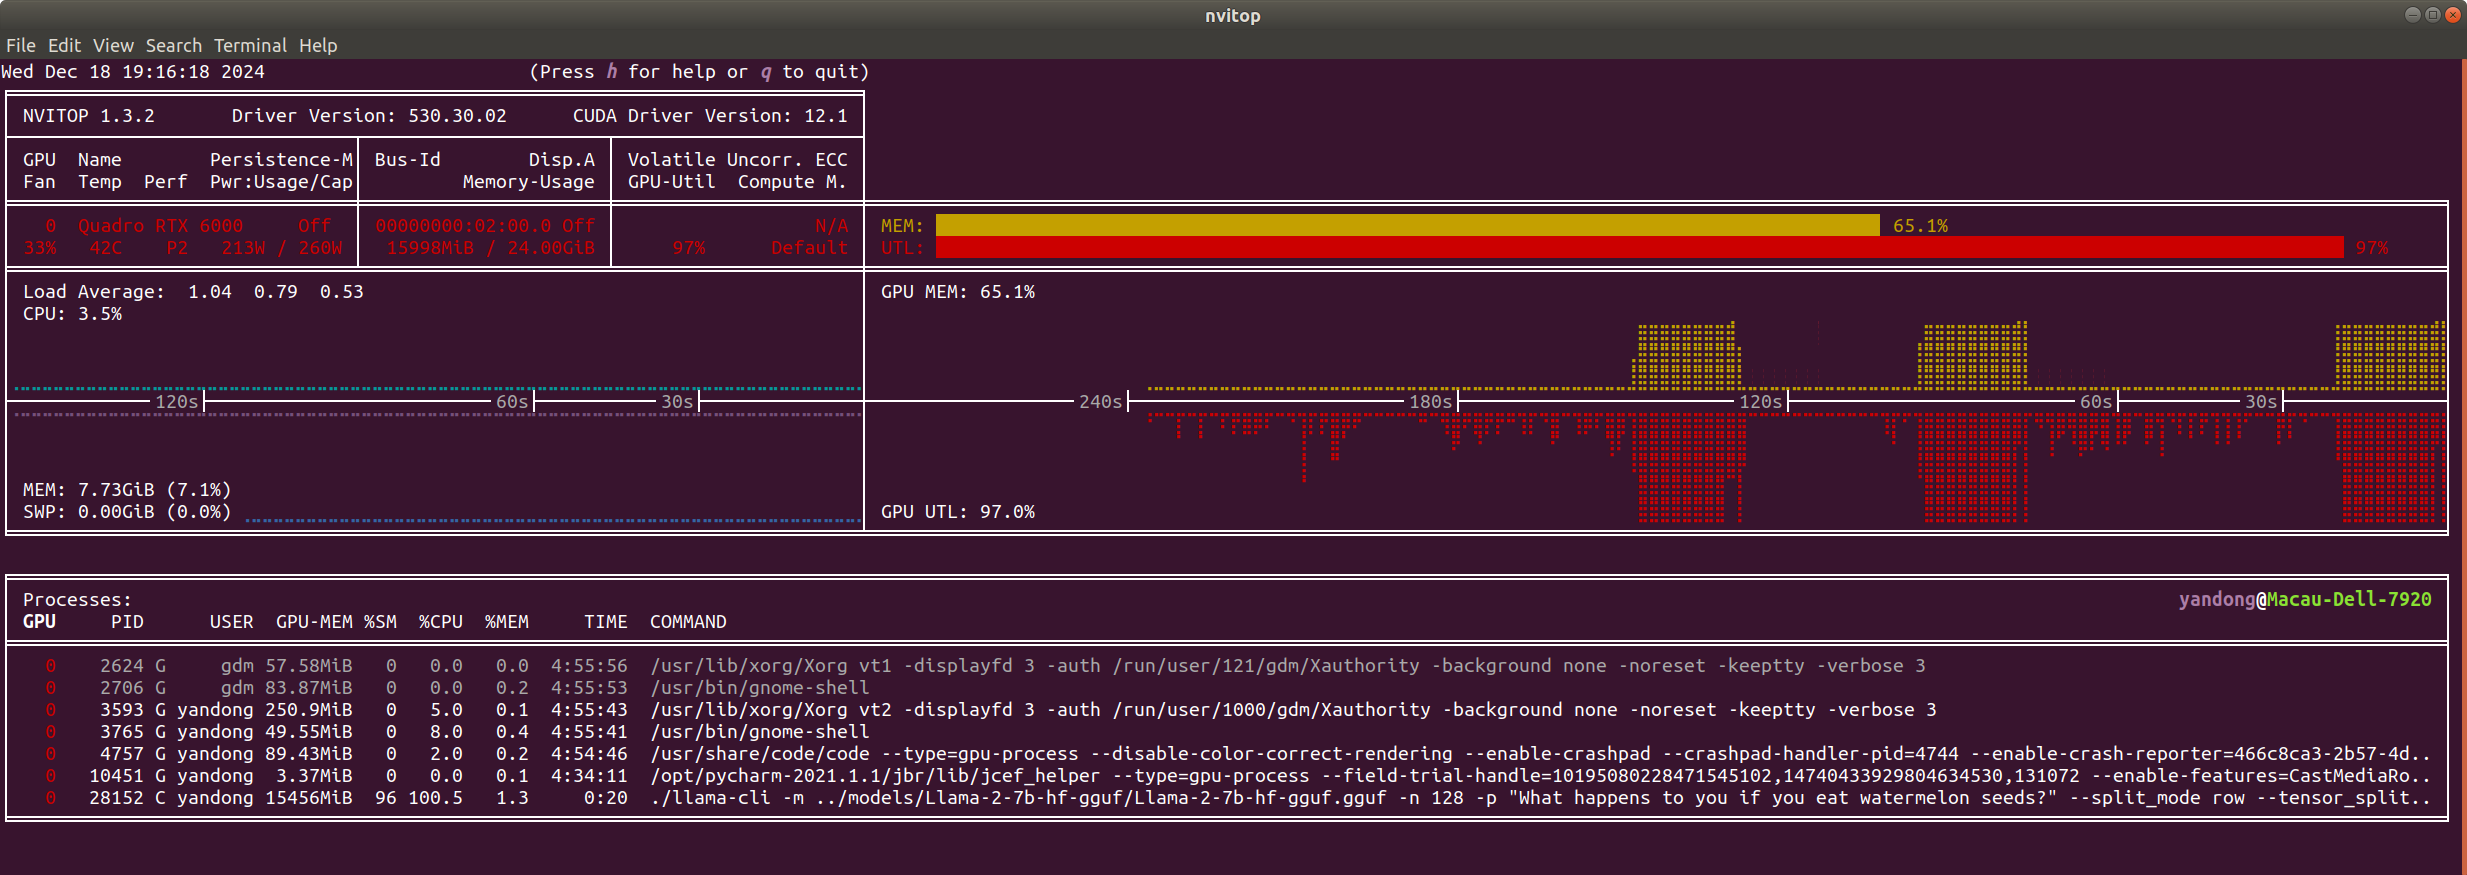 nvitop
File Edit View Search Terminal Help
Wed Dec 18 19:16:18 2024 (Press h for help or q to quit)
NVITOP 1.3.2 Driver Version: 530.30.02 CUDA Driver Version: 12.1
GPU Name Persistence-M Bus-Id Disp.A Volatile Uncorr. ECC
Fan Temp Perf Pwr:Usage/Cap Memory-Usage GPU-Util Compute M.
0 Quadro RTX 6000 Off 00000000:02:00.0 Off N/A MEM: 65.1%
33% 42C P2 213W / 260W 15998MiB / 24.00GiB 97% Default UTL: 97%
Load Average: 1.04 0.79 0.53 GPU MEM: 65.1%
CPU: 3.5%
120s 60s 30s 240s 180s 120s 60s 30s
MEM: 7.73GiB (7.1%)
SWP: 0.00GiB (0.0%) GPU UTL: 97.0%
Processes: yandong@Macau-Dell-7920
GPU PID USER GPU-MEM %SM %CPU %MEM TIME COMMAND
0 2624 G gdm 57.58MiB 0 0.0 0.0 4:55:56 /usr/lib/xorg/Xorg vt1 -displayfd 3 -auth /run/user/121/gdm/Xauthority -background none -noreset -keeptty -verbose 3
0 2706 G gdm 83.87MiB 0 0.0 0.2 4:55:53 /usr/bin/gnome-shell
0 3593 G yandong 250.9MiB 0 5.0 0.1 4:55:43 /usr/lib/xorg/Xorg vt2 -displayfd 3 -auth /run/user/1000/gdm/Xauthority -background none -noreset -keeptty -verbose 3
0 3765 G yandong 49.55MiB 0 8.0 0.4 4:55:41 /usr/bin/gnome-shell
0 4757 G yandong 89.43MiB 0 2.0 0.2 4:54:46 /usr/share/code/code --type=gpu-process --disable-color-correct-rendering --enable-crashpad --crashpad-handler-pid=4744 --enable-crash-reporter=466c8ca3-2b57-4d..
0 10451 G yandong 3.37MiB 0 0.0 0.1 4:34:11 /opt/pycharm-2021.1.1/jbr/lib/jcef_helper --type=gpu-process --field-trial-handle=10195080228471545102,14740433929804634530,131072 --enable-features=CastMediaRo..
0 28152 C yandong 15456MiB 96 100.5 1.3 0:20 ./llama-cli -m ../models/Llama-2-7b-hf-gguf/Llama-2-7b-hf-gguf.gguf -n 128 -p "What happens to you if you eat watermelon seeds?" --split_mode row --tensor_split..